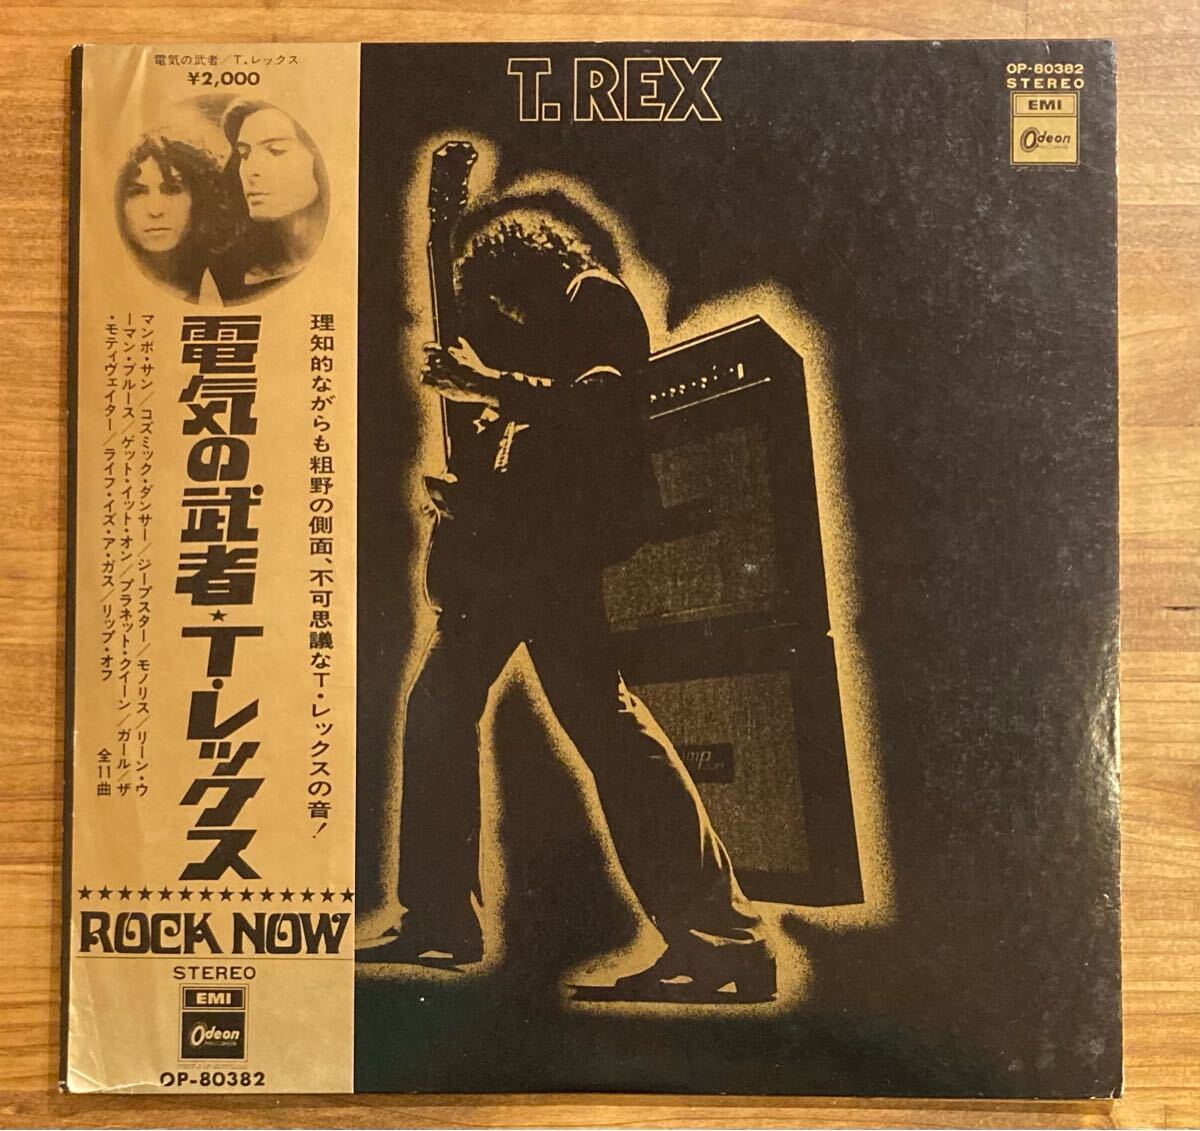 電気の武者/T.レックス
¥2,000
理知的ながらも粗野の側面、不可思議なT・レックスの音!
電気の武者★T.レックス
マンボ・サン/コズミック・ダンサー/ジープスター/モノリス/リーン・ウ
ーマン・ブルース/ゲット・イット・オン/プラネット・クイーン/ガール/ザ
・モティヴェイター/ライフ・イズ・ア・ガス/リップ・オフ
全11曲
★★★★★★★★★★★★★★
ROCK NOW
STEREO
EMI
Odeon
RECORDS
OP-80382
T. REX
OP-80382
STEREO
EMI
Odeon
RECORDS